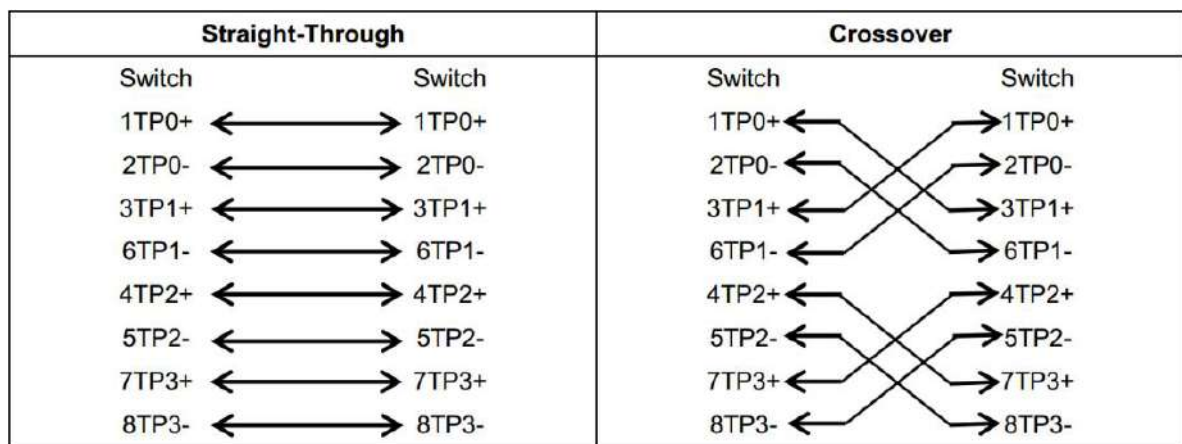 Straight-Through Crossover
Switch Switch Switch Switch
1TP0+ 1TP0+ 1TP0+ 1TP0+
2TP0- 2TP0- 2TP0- 2TP0-
3TP1+ 3TP1+ 3TP1+ 3TP1+
6TP1- 6TP1- 6TP1- 6TP1-
4TP2+ 4TP2+ 4TP2+ 4TP2+
5TP2- 5TP2- 5TP2- 5TP2-
7TP3+ 7TP3+ 7TP3+ 7TP3+
8TP3- 8TP3- 8TP3- 8TP3-